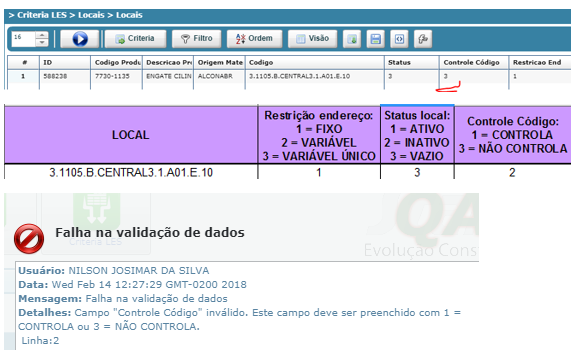 > Criteria LES > Locais > Locais
16 Criteria Filtro Ordem Visão
# ID Codigo Produ Descricao Pro Origem Mate Codigo Status Controle Código Restricao End
1 588238 7730-1135 ENGATE CILIN ALCONABR 3.1105.B.CENTRAL3.1.A01.E.10 3 3 1
LOCAL
Restrição endereço:
1 = FIXO
2 = VARIÁVEL
3 = VARIÁVEL ÚNICO
Status local:
1 = ATIVO
2 = INATIVO
3 = VAZIO
Controle Código:
1 = CONTROLA
3 = NÃO CONTROLA
3.1105.B.CENTRAL3.1.A01.E.10 1 3 2
Criteria LES
Falha na validação de dados
QA
Evolução Cons
Usuário: NILSON JOSIMAR DA SILVA
Data: Wed Feb 14 12:27:29 GMT-0200 2018
Mensagem: Falha na validação de dados
Detalhes: Campo "Controle Código" inválido. Este campo deve ser preenchido com 1 =
CONTROLA ou 3 = NÃO CONTROLA.
Linha:2